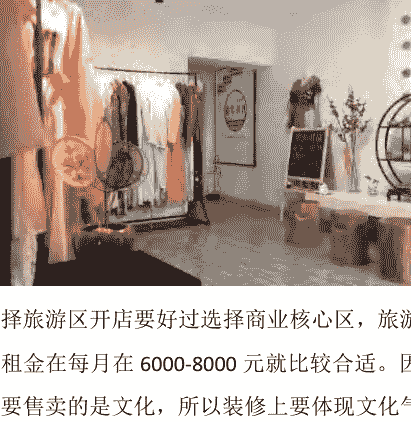 择旅游区开店要好过选择商业核心区，旅游
租金在每月在 6000-8000 元就比较合适。因
要售卖的是文化，所以装修上要体现文化气